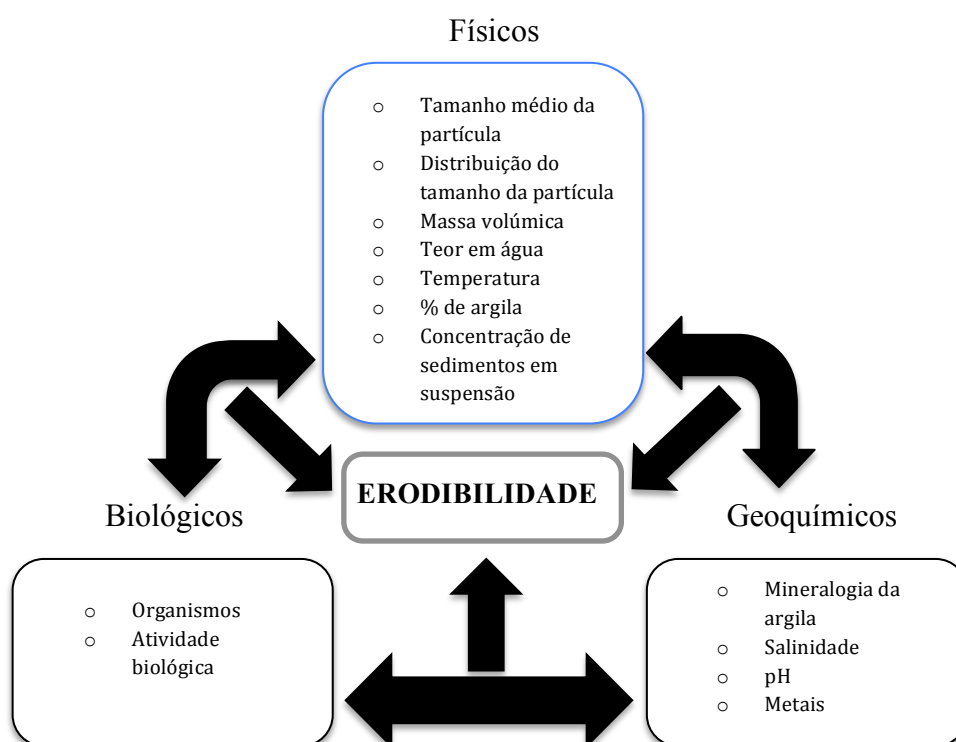 Físicos
o Tamanho médio da
partícula
o Distribuição do
tamanho da partícula
o Massa volúmica
o Teor em água
o Temperatura
o % de argila
o Concentração de
sedimentos em
suspensão
ERODIBILIDADE
Biológicos
o Organismos
o Atividade
biológica
Geoquímicos
o Mineralogia da
argila
o Salinidade
o pH
o Metais